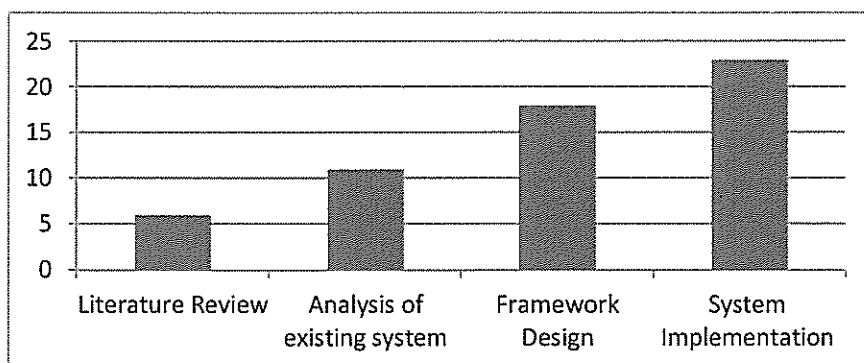 25
20
15
10
5
0
Literature Review
Analysis of
existing system
Framework
Design
System
Implementation